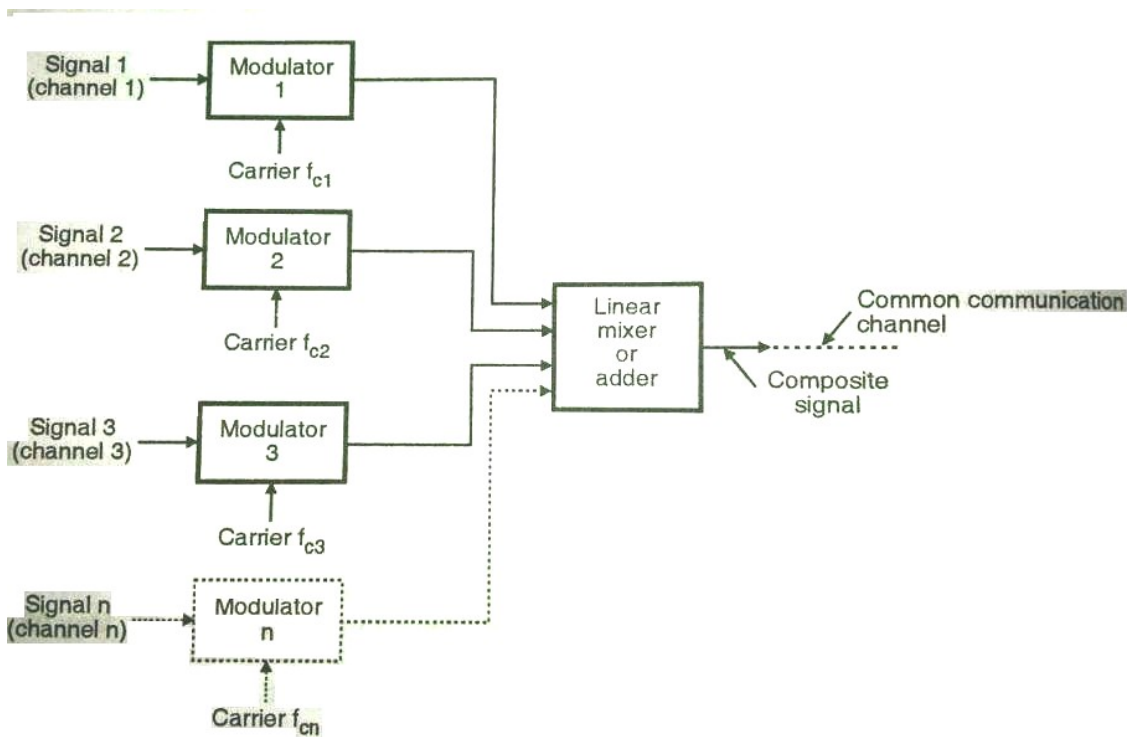 Signal 1
(channel 1)
Modulator
1
Carrier fc1
Signal 2
(channel 2)
Modulator
2
Carrier fc2
Signal 3
(channel 3)
Modulator
3
Carrier fc3
Signal n
(channel n)
Modulator
n
Carrier fcn
Linear
mixer
or
adder
Common communication
channel
Composite
signal